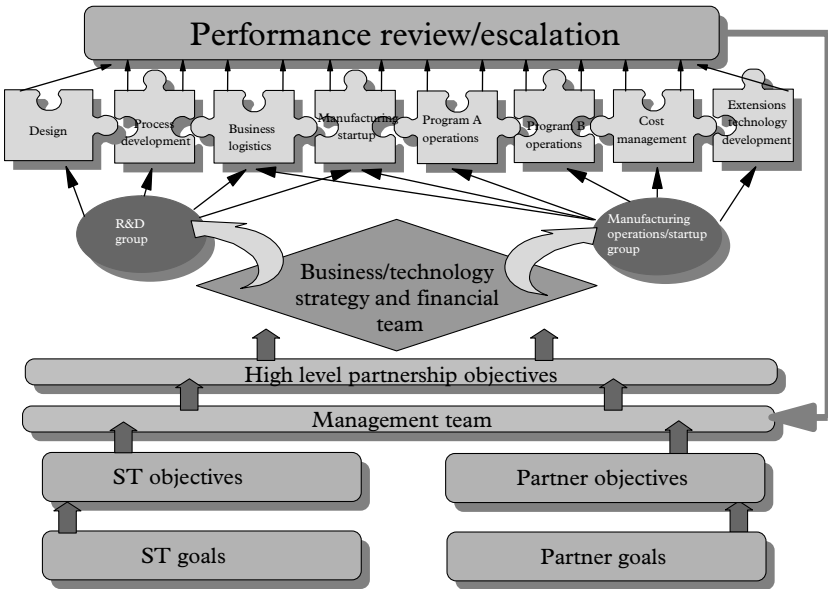 Performance review/escalation
Design
Process
development
Business
logistics
Manufacturing
startup
Program A
operations
Program B
operations
Cost
management
Extensions
technology
development
R&D
group
Manufacturing
operations/startup
group
Business/technology
strategy and financial
team
High level partnership objectives
Management team
ST objectives
Partner objectives
ST goals
Partner goals